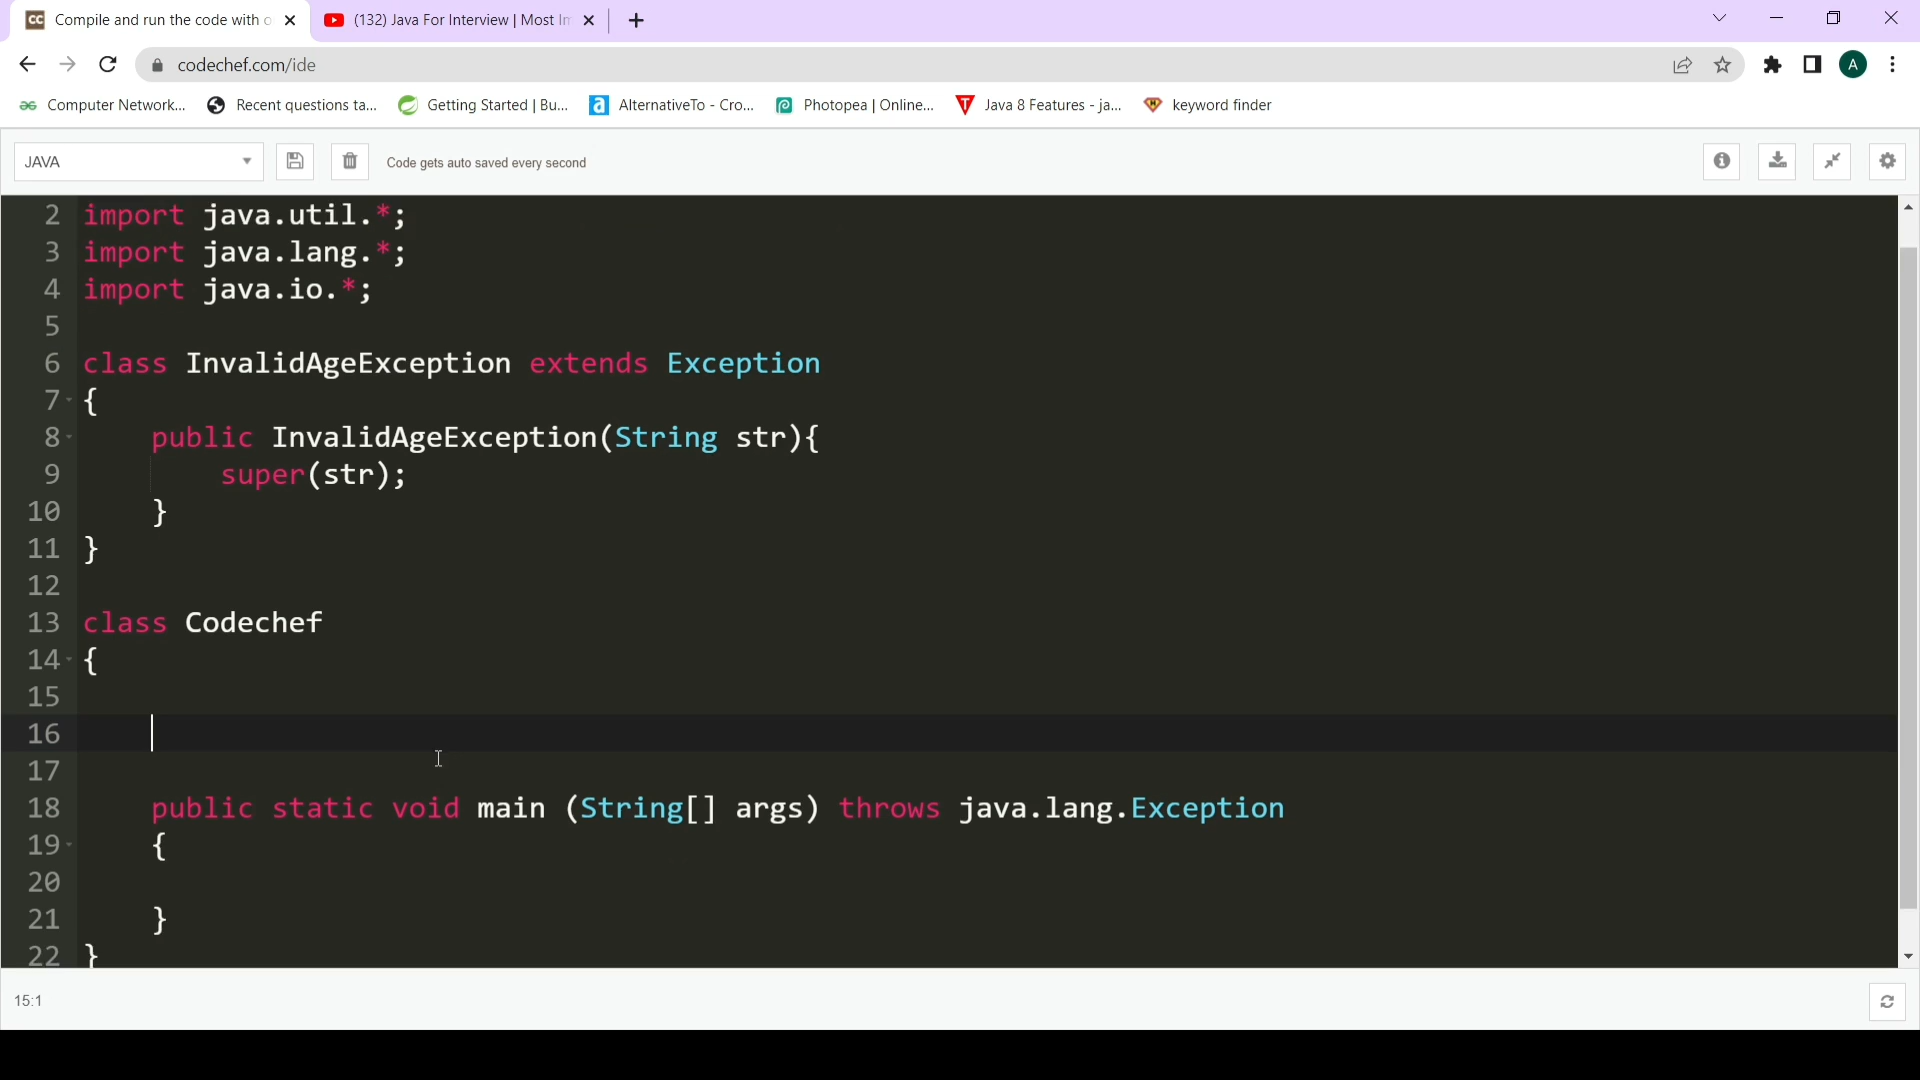 Compile and run the code with o
(132) Java For Interview | Most In
codechef.com/ide
A
Computer Network...
Recent questions ta...
Getting Started | Bu...
AlternativeTo - Cro...
Photopea | Online...
Java 8 Features - ja...
keyword finder
JAVA
Code gets auto saved every second
2 import java.util.*;
3 import java.lang.*;
4 import java.io.*;
5
6 class InvalidAgeException extends Exception
7 {
8     public InvalidAgeException(String str){
9         super(str);
10     }
11 }
12
13 class Codechef
14 {
15
16
17
18     public static void main (String[] args) throws java.lang.Exception
19     {
20
21     }
22 }
15:1